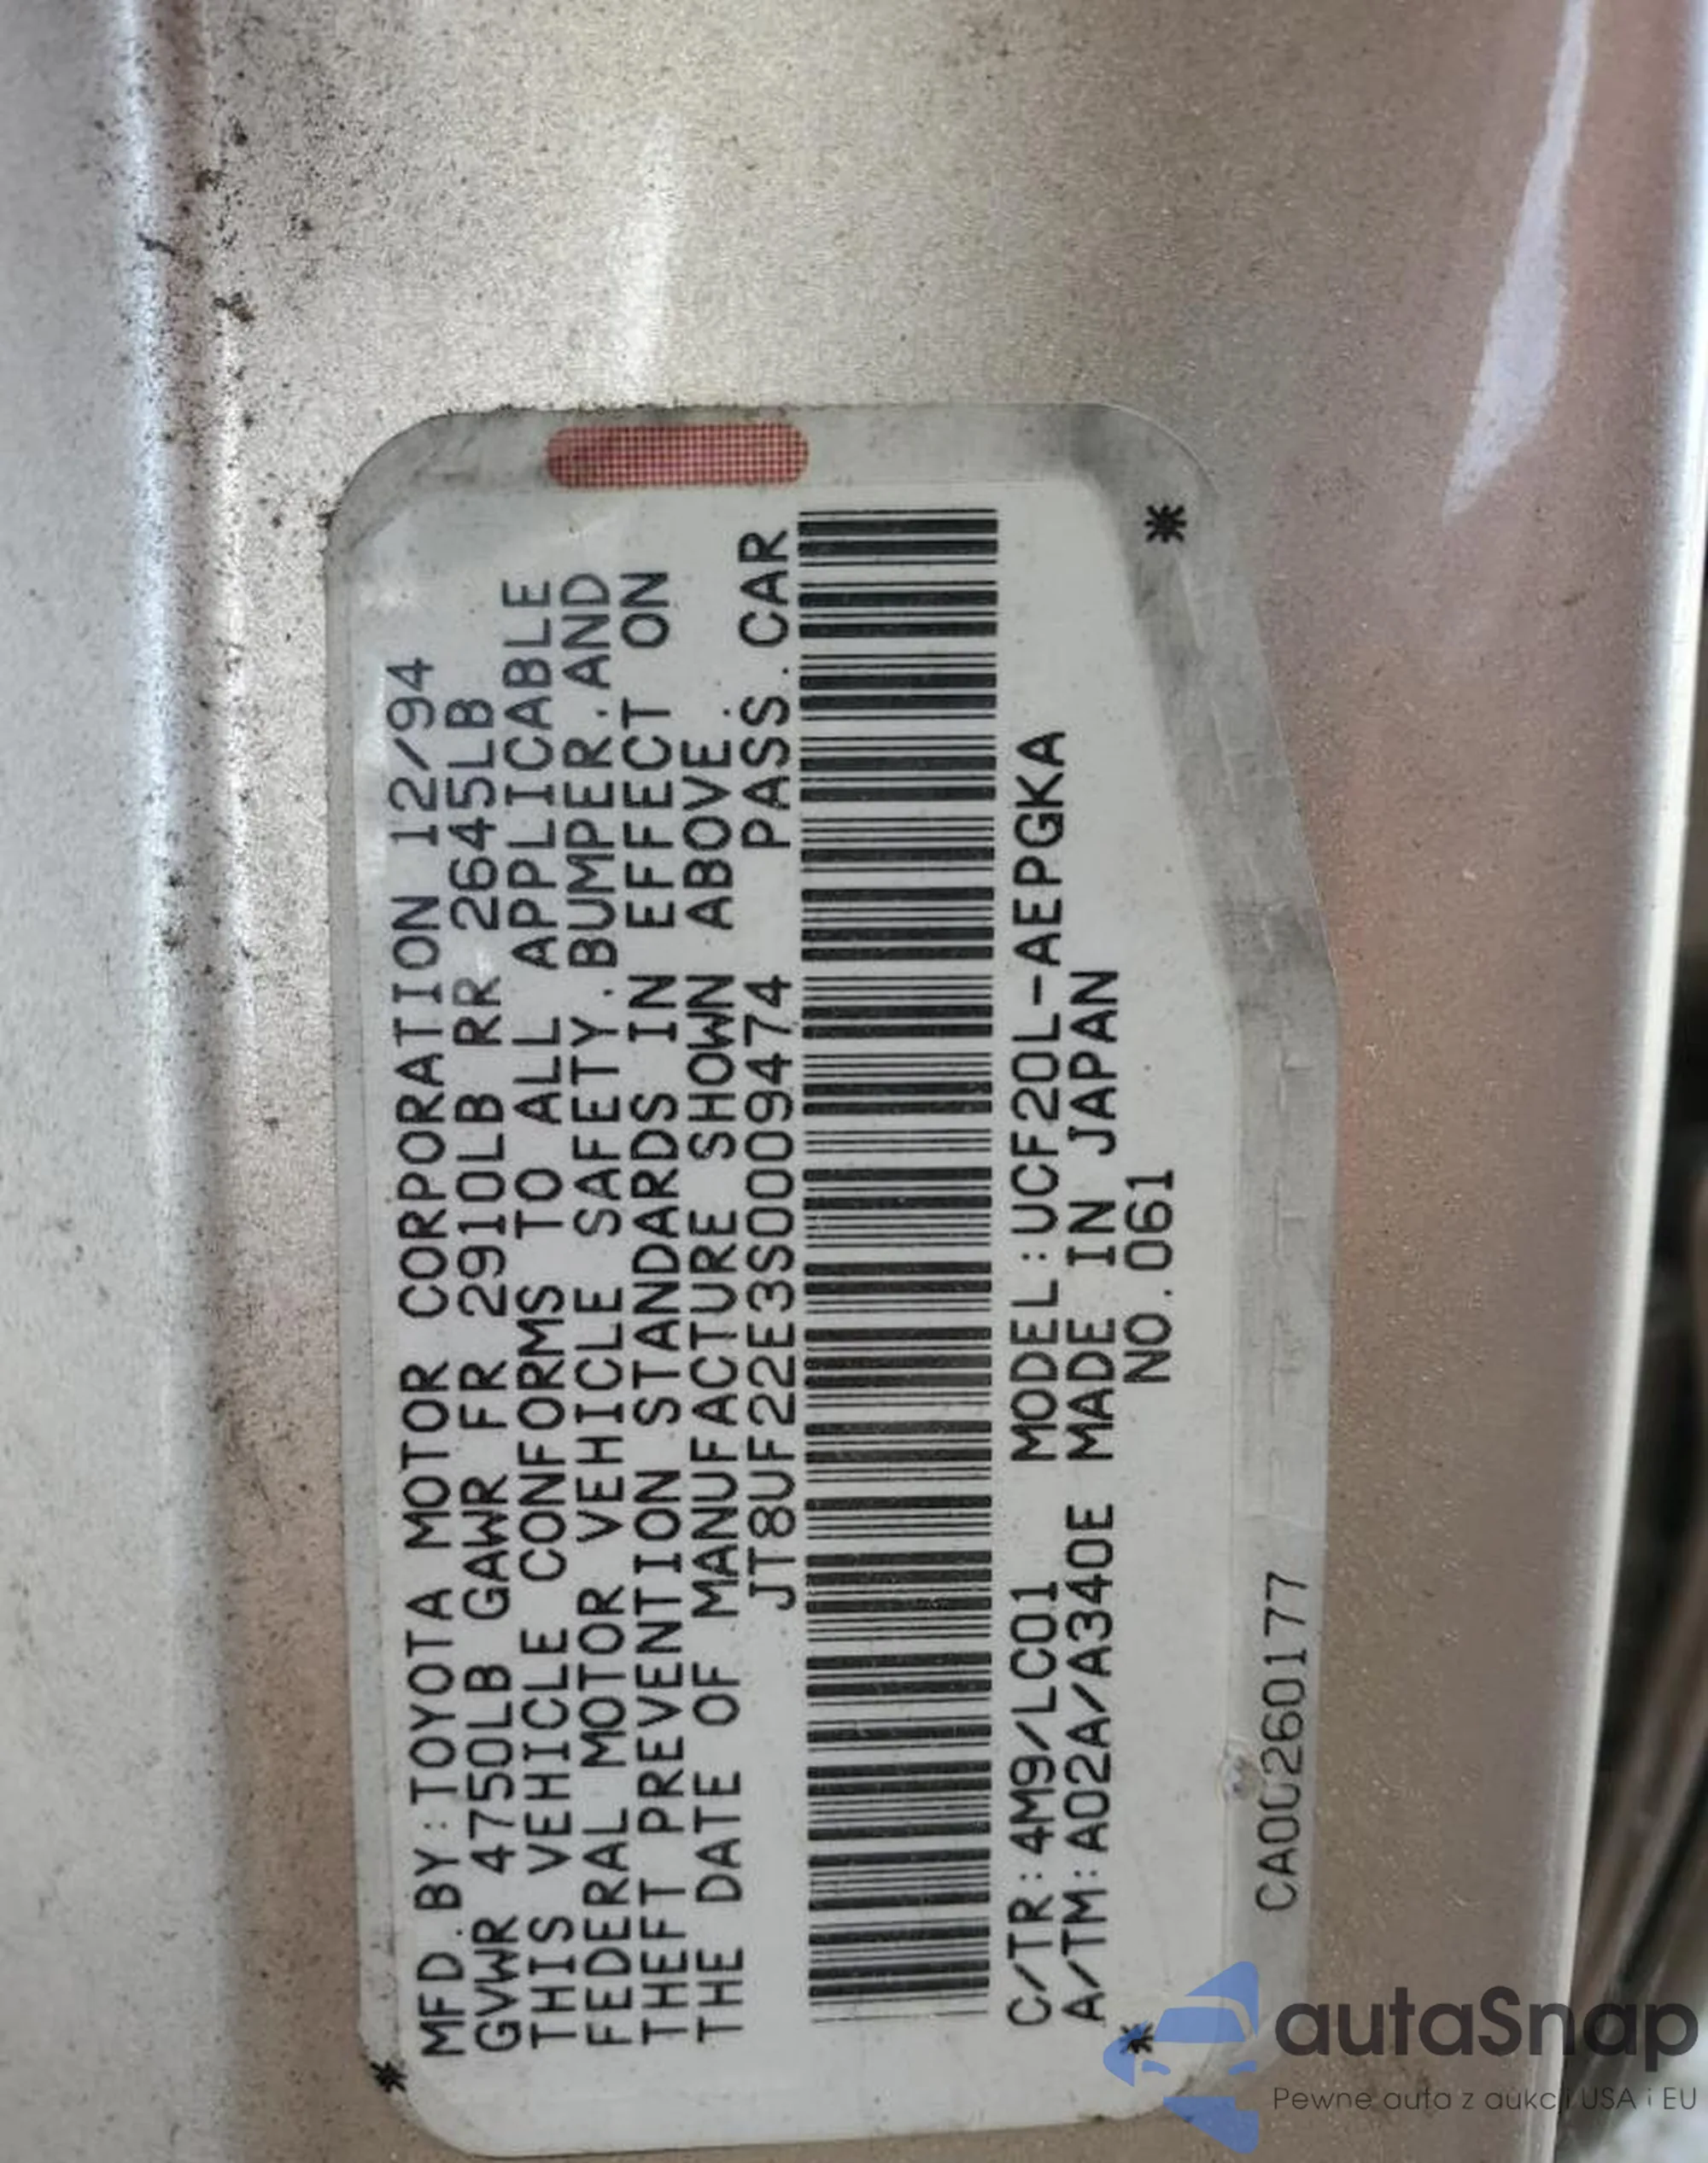 MFD.BY:TOYOTA MOTOR CORPORATION 12/94
GVWR 4750LB GAWR FR 2910LB RR 2645LB
THIS VEHICLE CONFORMS TO ALL APPLICABLE
FEDERAL MOTOR VEHICLE SAFETY.BUMPER.AND
THEFT PREVENTION STANDARDS IN EFFECT ON
THE DATE OF MANUFACTURE SHOWN ABOVE.
JT8UF22E3S0009474 PASS.CAR
C/TR:4M9/LC01 MODEL:UCF20L-AEPGKA
A/TM:A02A/A340E MADE IN JAPAN
NO.061
CA00260177
autaSnap
Pewne auta z aukcji USA i EU